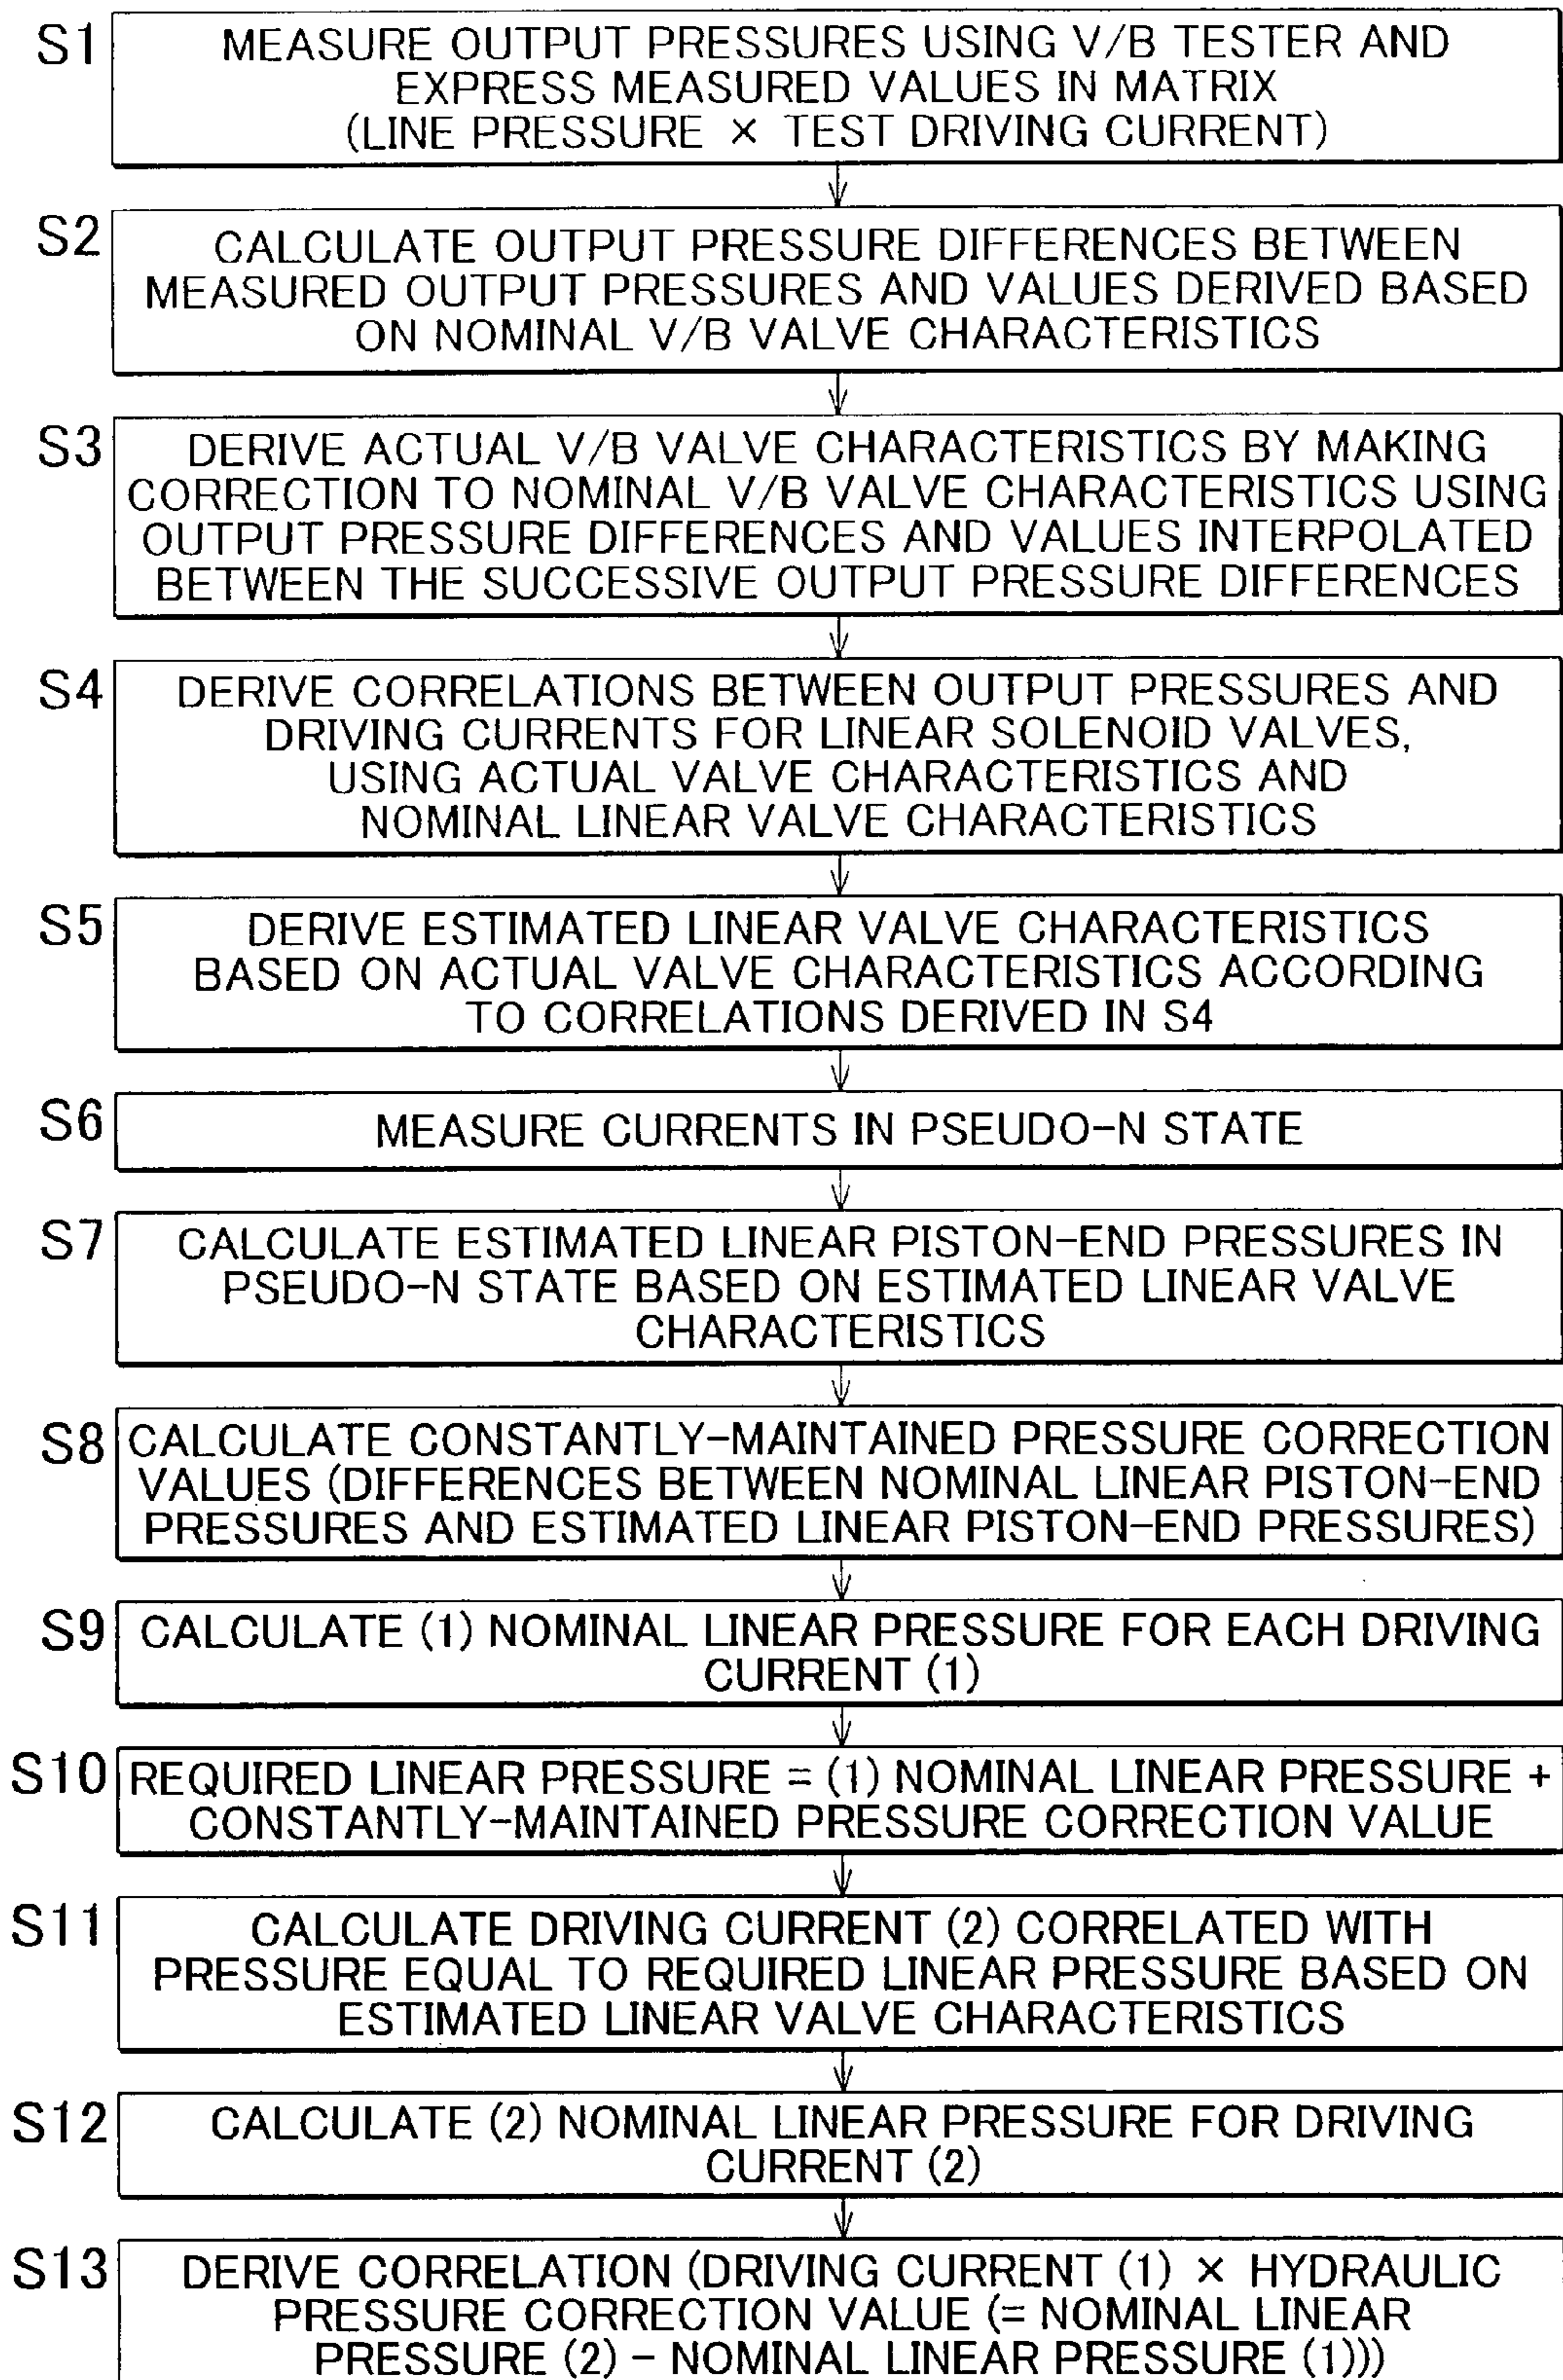 S1
MEASURE OUTPUT PRESSURES USING V/B TESTER AND
EXPRESS MEASURED VALUES IN MATRIX
(LINE PRESSURE × TEST DRIVING CURRENT)
S2
CALCULATE OUTPUT PRESSURE DIFFERENCES BETWEEN
MEASURED OUTPUT PRESSURES AND VALUES DERIVED BASED
ON NOMINAL V/B VALVE CHARACTERISTICS
S3
DERIVE ACTUAL V/B VALVE CHARACTERISTICS BY MAKING
CORRECTION TO NOMINAL V/B VALVE CHARACTERISTICS USING
OUTPUT PRESSURE DIFFERENCES AND VALUES INTERPOLATED
BETWEEN THE SUCCESSIVE OUTPUT PRESSURE DIFFERENCES
S4
DERIVE CORRELATIONS BETWEEN OUTPUT PRESSURES AND
DRIVING CURRENTS FOR LINEAR SOLENOID VALVES,
USING ACTUAL VALVE CHARACTERISTICS AND
NOMINAL LINEAR VALVE CHARACTERISTICS
S5
DERIVE ESTIMATED LINEAR VALVE CHARACTERISTICS
BASED ON ACTUAL VALVE CHARACTERISTICS ACCORDING
TO CORRELATIONS DERIVED IN S4
S6
MEASURE CURRENTS IN PSEUDO-N STATE
S7
CALCULATE ESTIMATED LINEAR PISTON-END PRESSURES IN
PSEUDO-N STATE BASED ON ESTIMATED LINEAR VALVE
CHARACTERISTICS
S8
CALCULATE CONSTANTLY-MAINTAINED PRESSURE CORRECTION
VALUES (DIFFERENCES BETWEEN NOMINAL LINEAR PISTON-END
PRESSURES AND ESTIMATED LINEAR PISTON-END PRESSURES)
S9
CALCULATE (1) NOMINAL LINEAR PRESSURE FOR EACH DRIVING
CURRENT (1)
S10
REQUIRED LINEAR PRESSURE = (1) NOMINAL LINEAR PRESSURE +
CONSTANTLY-MAINTAINED PRESSURE CORRECTION VALUE
S11
CALCULATE DRIVING CURRENT (2) CORRELATED WITH
PRESSURE EQUAL TO REQUIRED LINEAR PRESSURE BASED ON
ESTIMATED LINEAR VALVE CHARACTERISTICS
S12
CALCULATE (2) NOMINAL LINEAR PRESSURE FOR DRIVING
CURRENT (2)
S13
DERIVE CORRELATION (DRIVING CURRENT (1) × HYDRAULIC
PRESSURE CORRECTION VALUE (= NOMINAL LINEAR
PRESSURE (2) − NOMINAL LINEAR PRESSURE (1)))